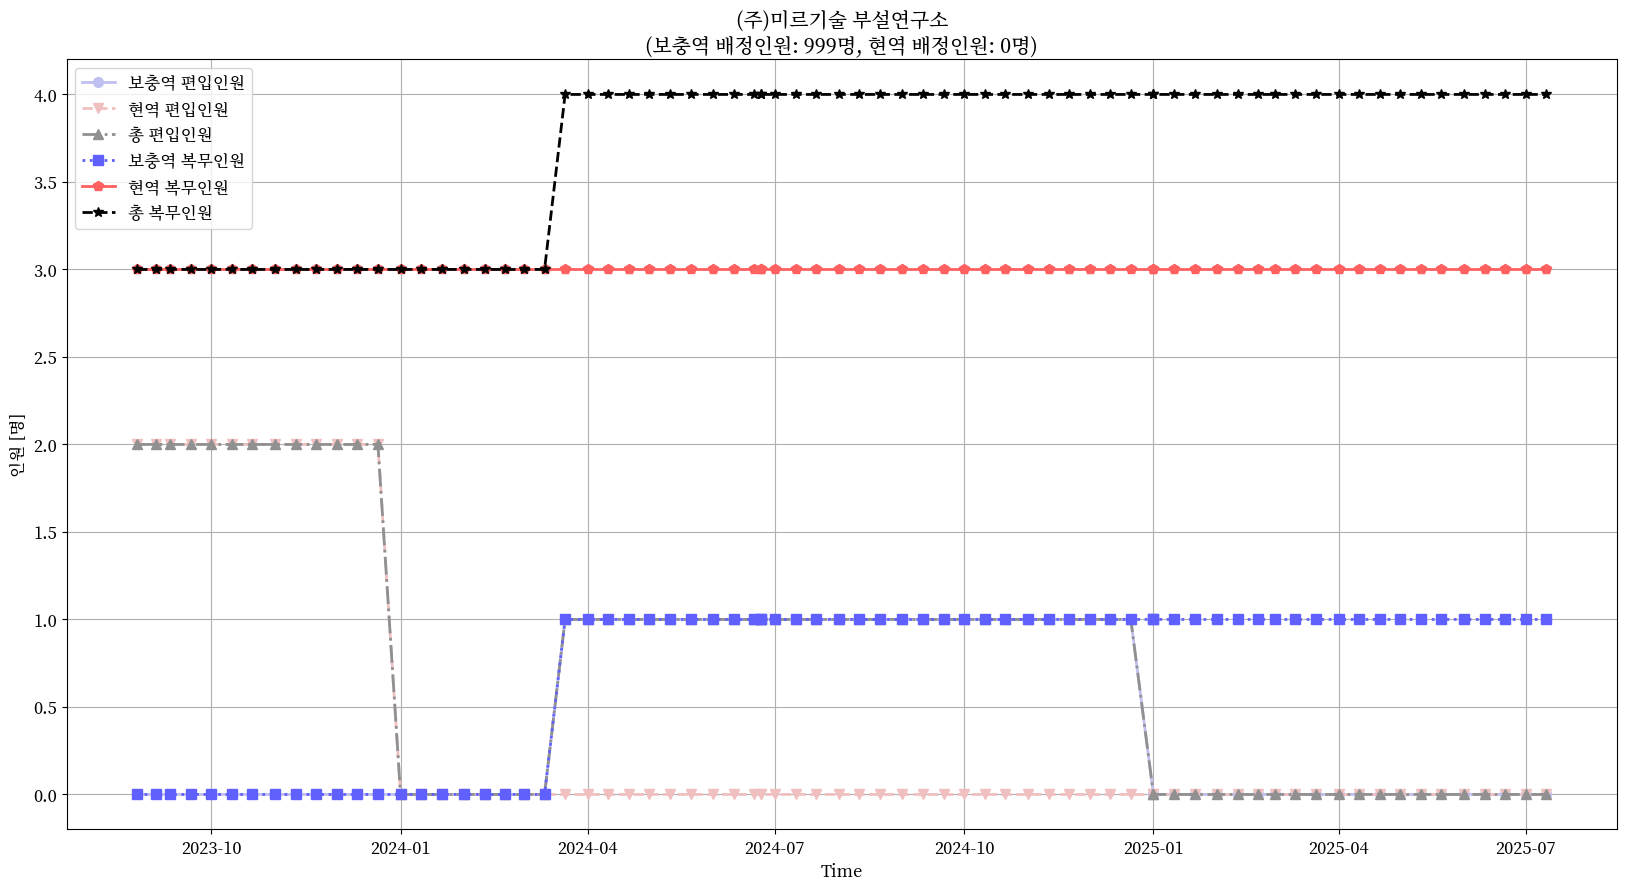 (주)미르기술 부설연구소
(보충역 배정인원: 999명, 현역 배정인원: 0명)
보충역 편입인원
현역 편입인원
총 편입인원
보충역 복무인원
현역 복무인원
총 복무인원
4.0
3.5
3.0
2.5
2.0
1.5
1.0
0.5
0.0
인원 [명]
2023-10 2024-01 2024-04 2024-07 2024-10 2025-01 2025-04 2025-07
Time